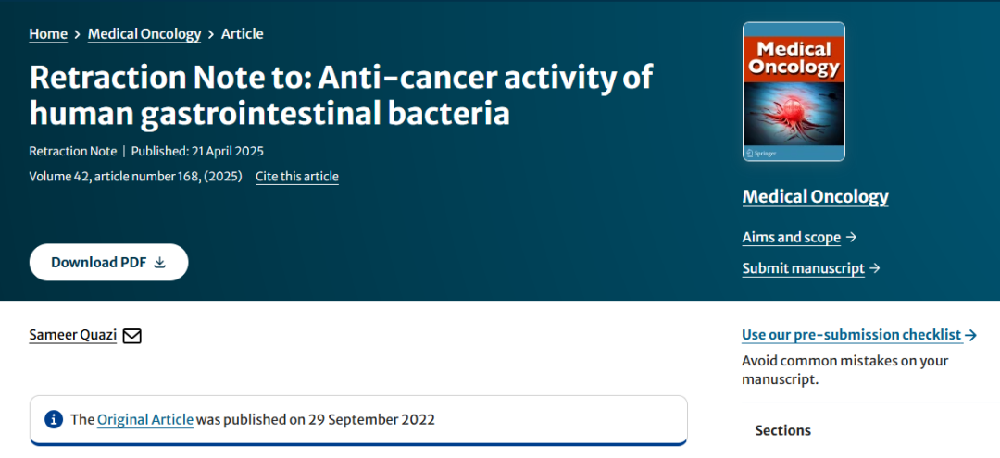 Home > Medical Oncology > Article
Retraction Note to: Anti-cancer activity of
human gastrointestinal bacteria
Retraction Note | Published: 21 April 2025
Volume 42, article number 168, (2025) Cite this article
Download PDF
Medical
Oncology
Springer
Medical Oncology
Aims and scope →
Submit manuscript →
Sameer Quazi
The Original Article was published on 29 September 2022
Use our pre-submission checklist →
Avoid common mistakes on your
manuscript.
Sections